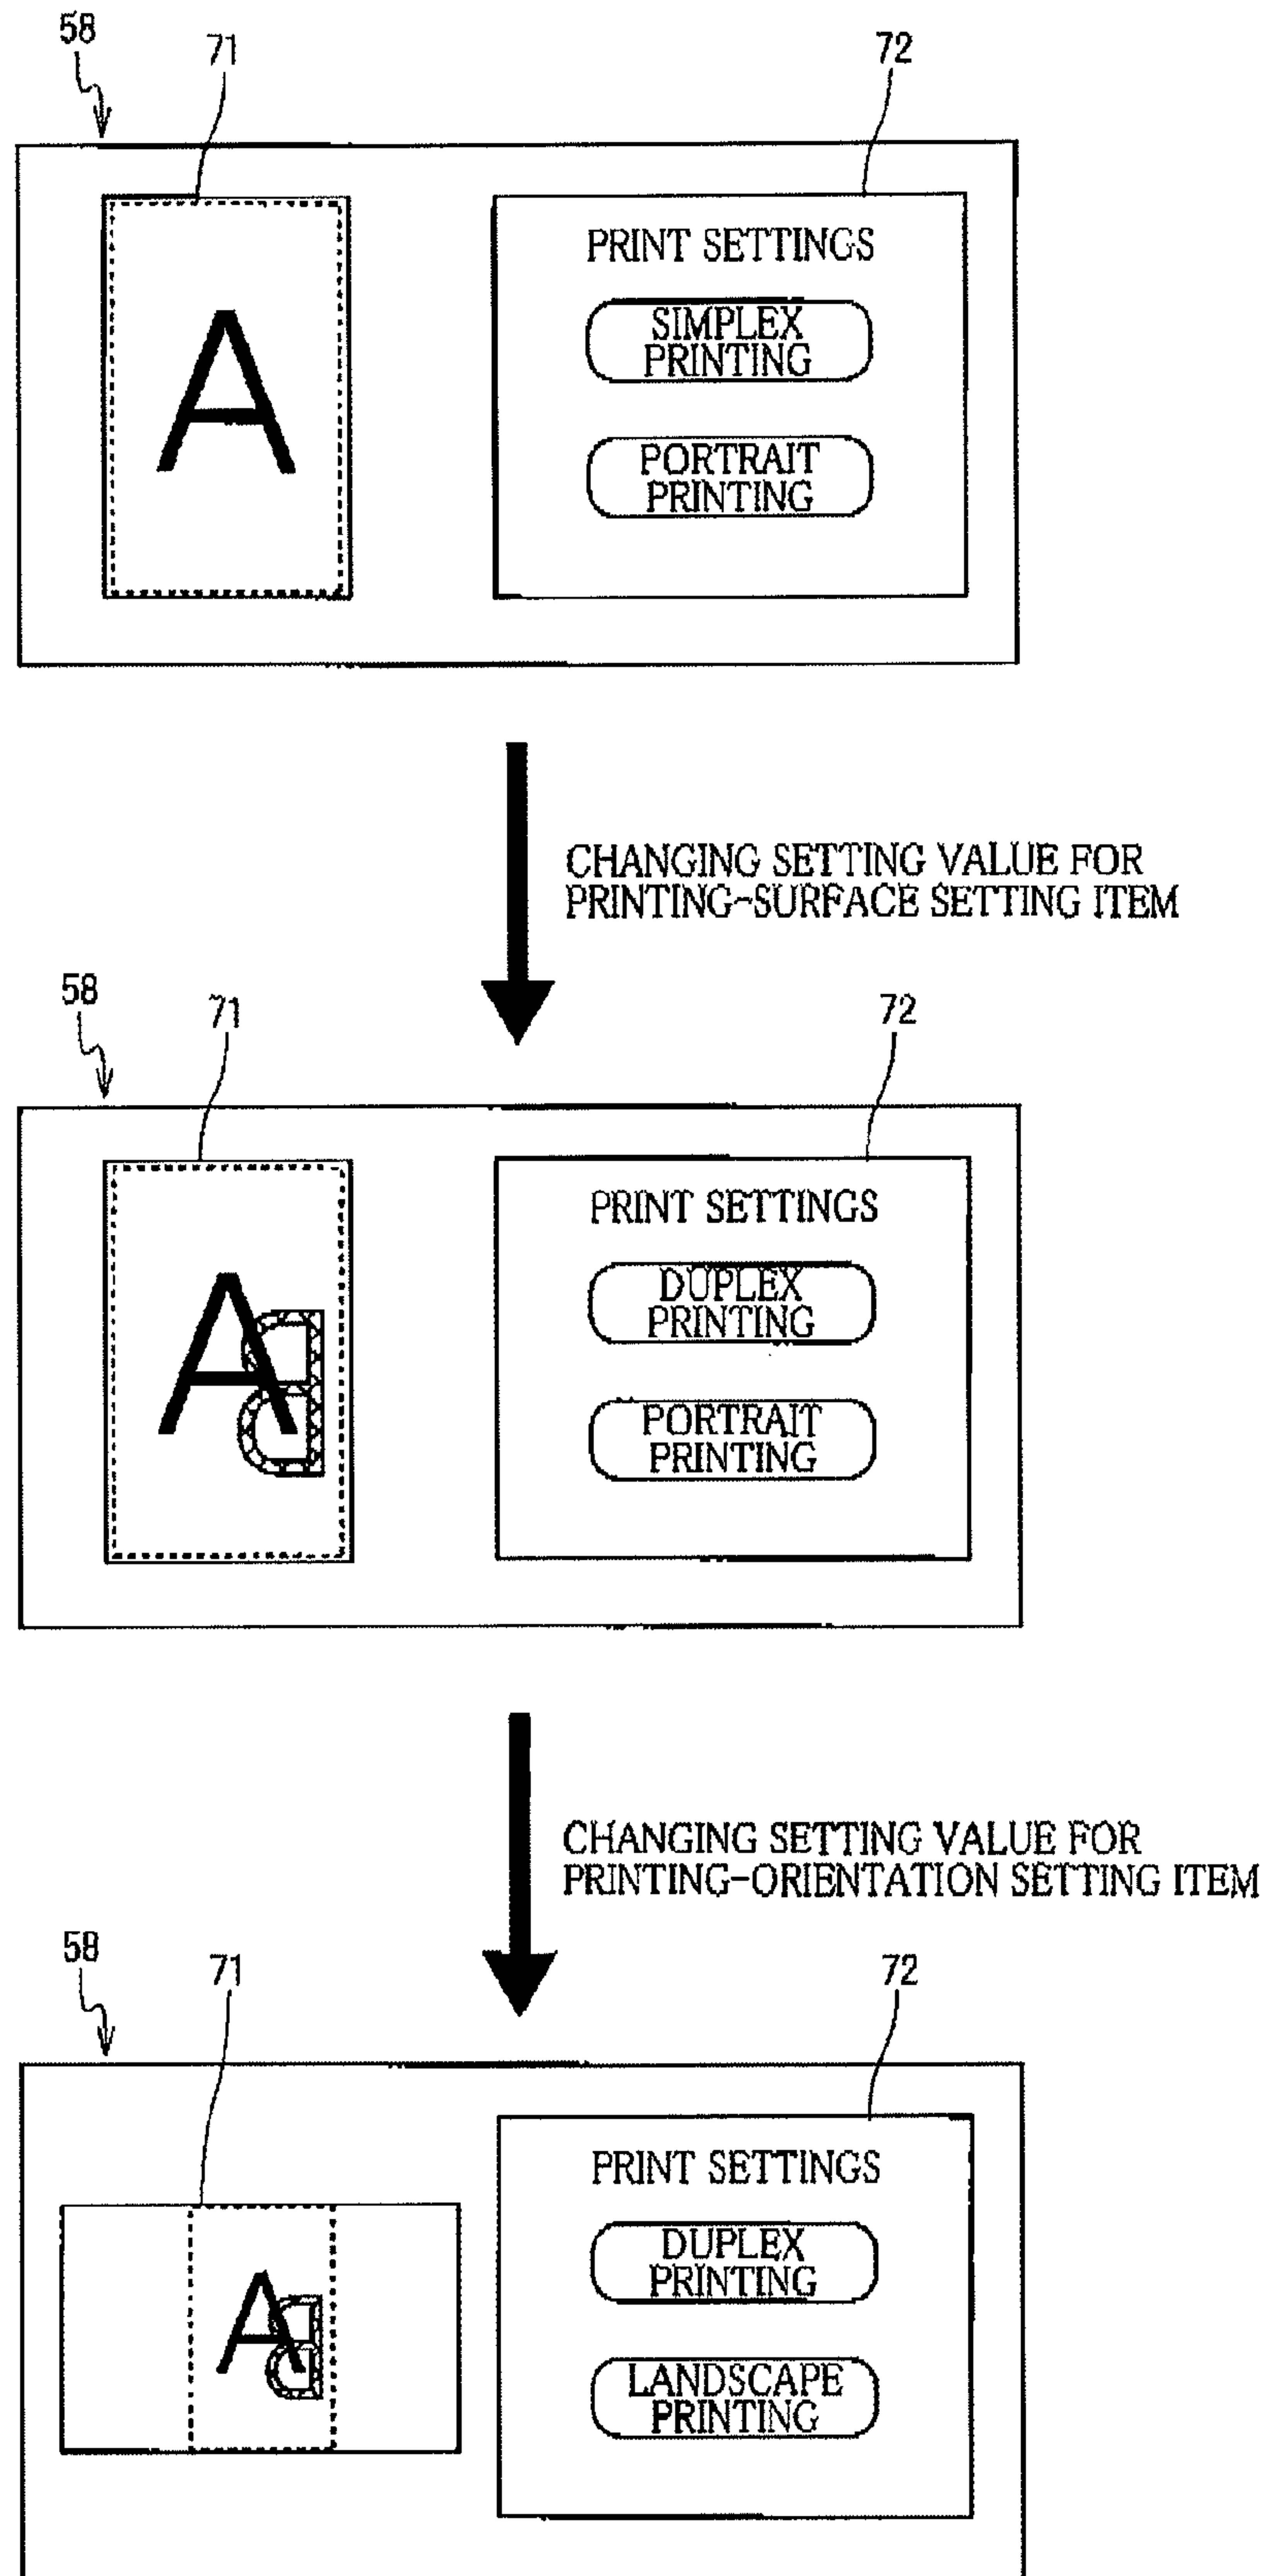 58
71
72
A
PRINT SETTINGS
SIMPLEX
PRINTING
PORTRAIT
PRINTING
CHANGING SETTING VALUE FOR
PRINTING-SURFACE SETTING ITEM
58
71
72
A
B
PRINT SETTINGS
DUPLEX
PRINTING
PORTRAIT
PRINTING
CHANGING SETTING VALUE FOR
PRINTING-ORIENTATION SETTING ITEM
58
71
72
A
B
PRINT SETTINGS
DUPLEX
PRINTING
LANDSCAPE
PRINTING